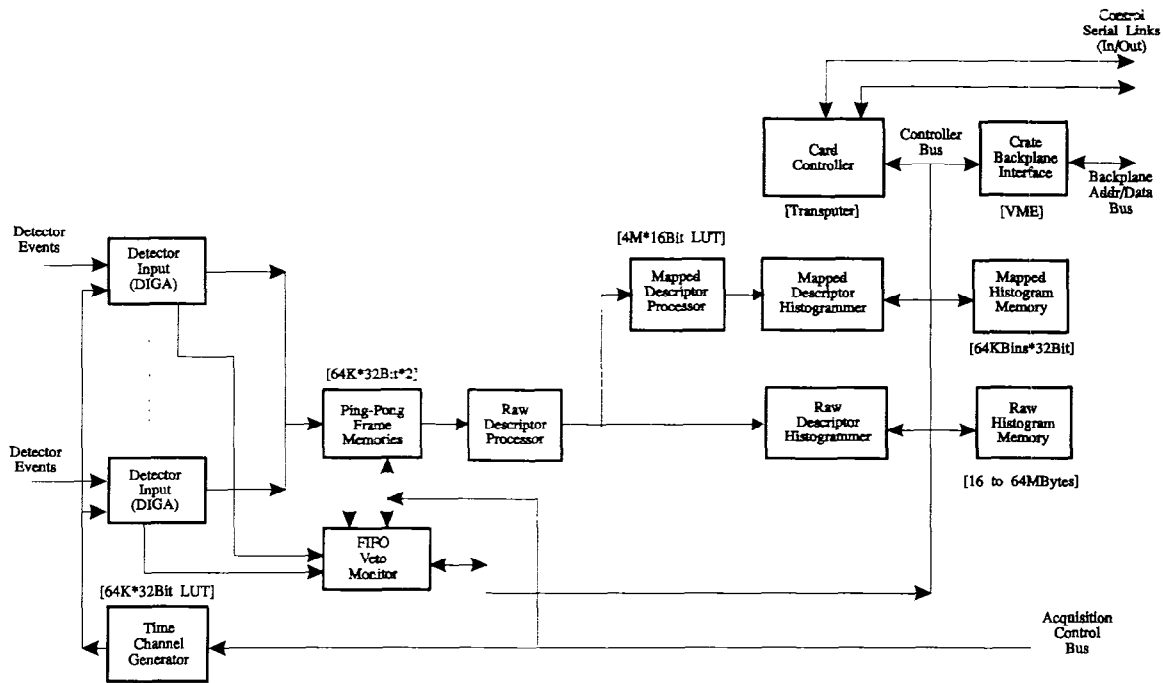 Control
Serial Links
(In/Out)
Card
Controller
[Transputer]
Controller
Bus
Crate
Backplane
Interface
[VME]
Backplane
Addr/Data
Bus
Detector
Events
Detector
Input
(DIGA)
[4M*16Bit LUT]
Mapped
Descriptor
Processor
Mapped
Descriptor
Histogrammer
Mapped
Histogram
Memory
[64KBins*32Bit]
[64K*32Bit*2]
Ping-Pong
Frame
Memories
Raw
Descriptor
Processor
Raw
Descriptor
Histogrammer
Raw
Histogram
Memory
[16 to 64MBytes]
Detector
Events
Detector
Input
(DIGA)
FIFO
Veto
Monitor
[64K*32Bit LUT]
Time
Channel
Generator
Acquisition
Control
Bus